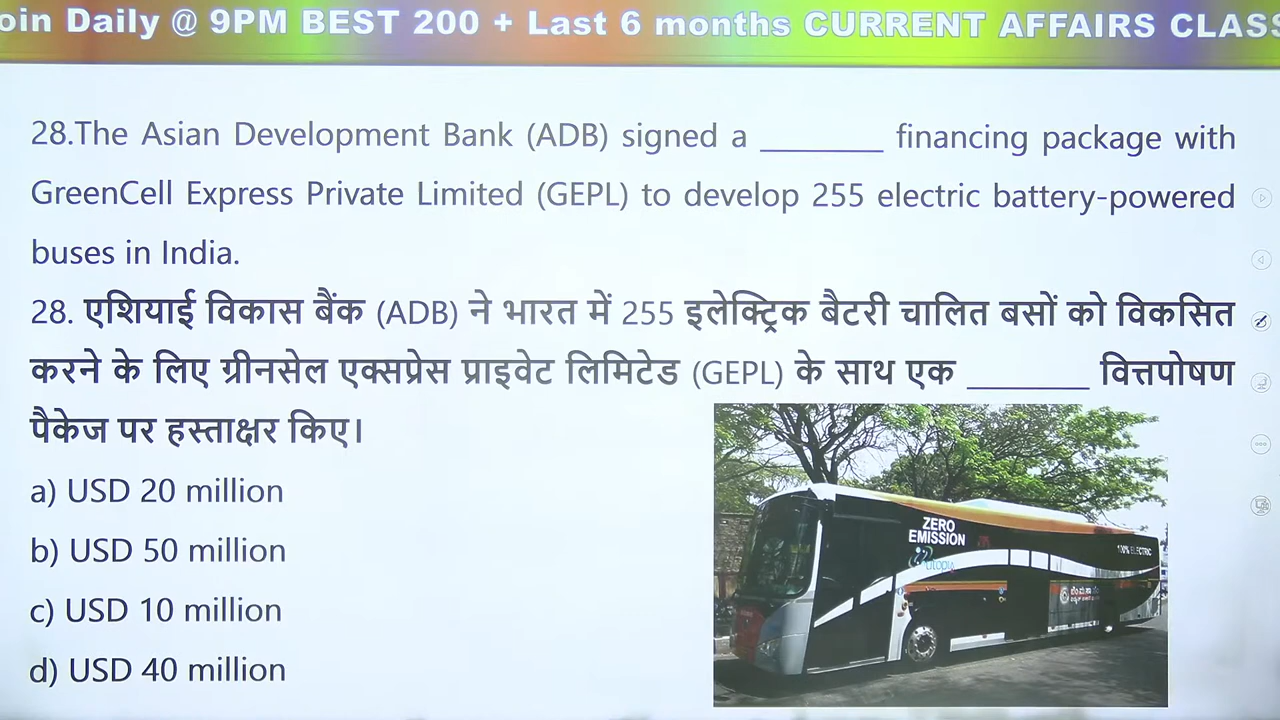 oin Daily @ 9PM BEST 200 + Last 6 months CURRENT AFFAIRS CLASS
28.The Asian Development Bank (ADB) signed a ________ financing package with
GreenCell Express Private Limited (GEPL) to develop 255 electric battery-powered
buses in India.
28. एशियाई विकास बैंक (ADB) ने भारत में 255 इलेक्ट्रिक बैटरी चालित बसों को विकसित
करने के लिए ग्रीनसेल एक्सप्रेस प्राइवेट लिमिटेड (GEPL) के साथ एक ________ वित्तपोषण
पैकेज पर हस्ताक्षर किए।
a) USD 20 million
b) USD 50 million
c) USD 10 million
d) USD 40 million
ZERO
EMISSION
utopia
100% ELECTRIC